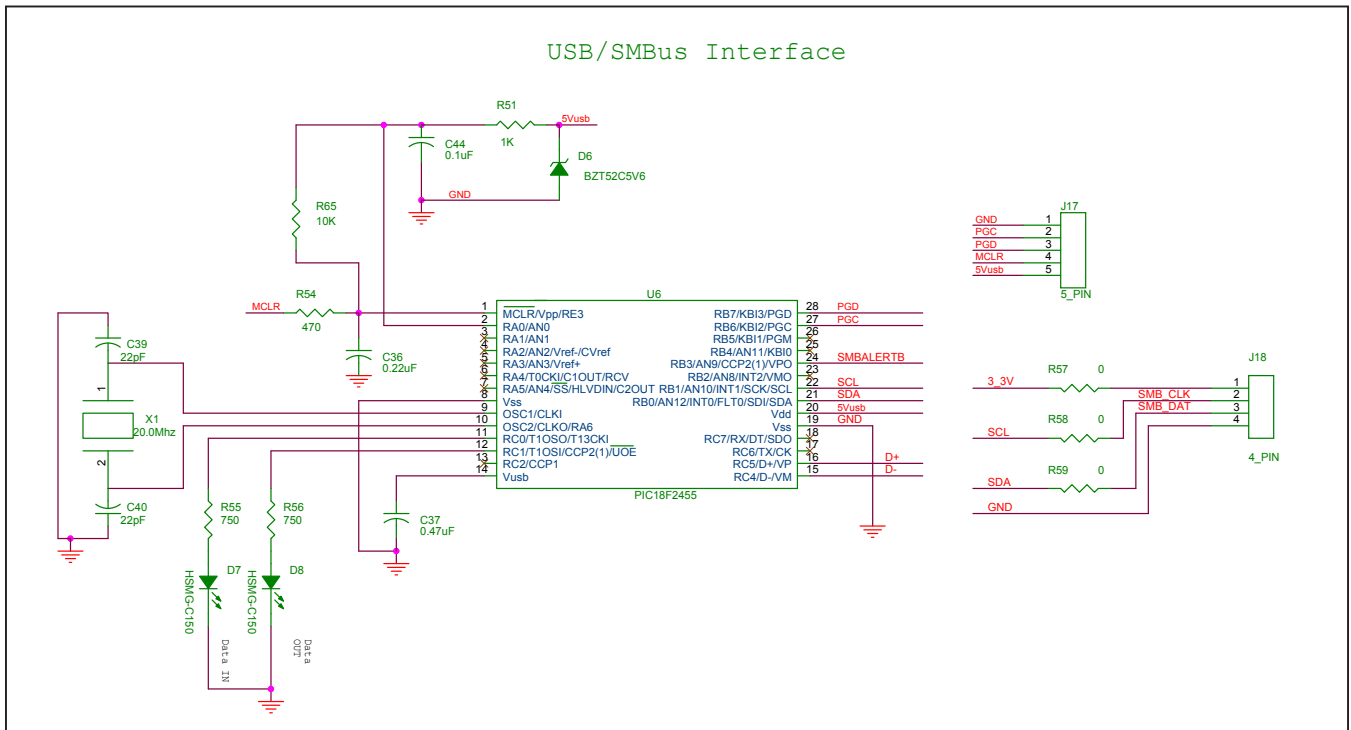 USB/SMBus Interface
R51
1K
5Vusb
C44
0.1uF
D6
BZT52C5V6
GND
R65
10K
J17
GND 1
PGC 2
PGD 3
MCLR 4
5Vusb 5
5_PIN
MCLR
R54
470
C36
0.22uF
U6
1 MCLR/Vpp/RE3
2 RA0/AN0
3 RA1/AN1
4 RA2/AN2/Vref-/CVref
5 RA3/AN3/Vref+
6 RA4/T0CKI/C1OUT/RCV
7 RA5/AN4/SS/HLVDIN/C2OUT
8 Vss
9 OSC1/CLKI
10 OSC2/CLKO/RA6
11 RC0/T1OSO/T13CKI
12 RC1/T1OSI/CCP2(1)/UOE
13 RC2/CCP1
14 Vusb
RB7/KBI3/PGD 28 PGD
RB6/KBI2/PGC 27 PGC
RB5/KBI1/PGM 26
RB4/AN11/KBI0 25
RB3/AN9/CCP2(1)/VPO 24 SMBALERTB
RB2/AN8/INT2/VMO 23
RB1/AN10/INT1/SCK/SCL 22 SCL
RB0/AN12/INT0/FLT0/SDI/SDA 21 SDA
Vdd 20 5Vusb
Vss 19 GND
RC7/RX/DT/SDO 18
RC6/TX/CK 17
RC5/D+/VP 16 D+
RC4/D-/VM 15 D-
PIC18F2455
C39
22pF
1
X1
20.0Mhz
2
C40
22pF
R55
750
R56
750
C37
0.47uF
D7
HSMG-C150
D8
HSMG-C150
Data IN
Data
OUT
J18
3_3V R57 0 1
SMB_CLK 2
SMB_DAT 3
4
SCL R58 0
SDA R59 0
GND
4_PIN